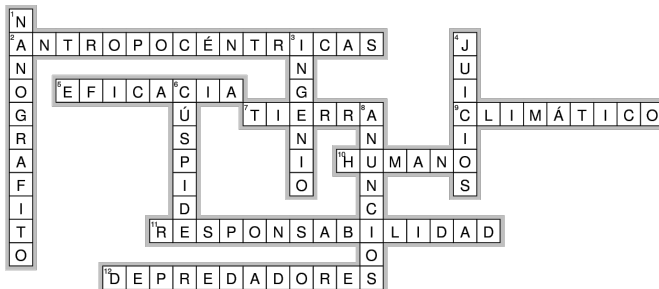 1 NANOGRAFITO
2 ANTROPOCÉNTRICAS
3 INGENIO
4 JUICIOS
5 EFICACIA
6 CÚSPIDE
7 TIERRA
8 ANUNCIOS
9 CLIMÁTICO
10 HUMANO
11 RESPONSABILIDAD
12 DEPREDADORES